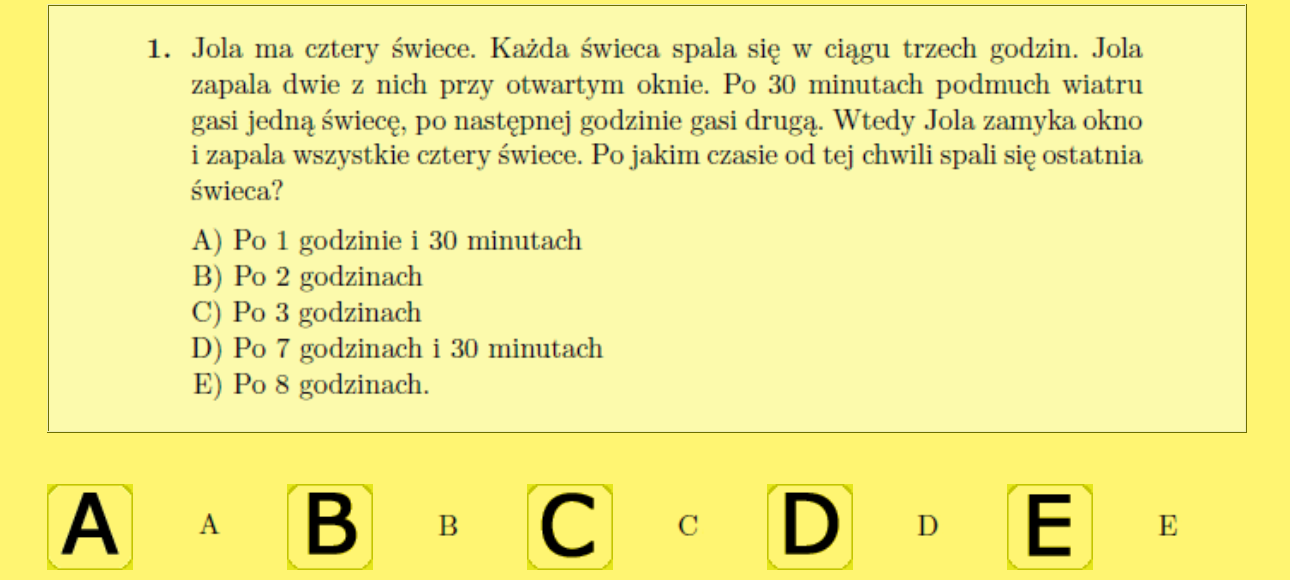 1. Jola ma cztery świece. Każda świeca spala się w ciągu trzech godzin. Jola
zapala dwie z nich przy otwartym oknie. Po 30 minutach podmuch wiatru
gasi jedną świecę, po następnej godzinie gasi drugą. Wtedy Jola zamyka okno
i zapala wszystkie cztery świece. Po jakim czasie od tej chwili spali się ostatnia
świeca?
A) Po 1 godzinie i 30 minutach
B) Po 2 godzinach
C) Po 3 godzinach
D) Po 7 godzinach i 30 minutach
E) Po 8 godzinach.
A A B B C C D D E E